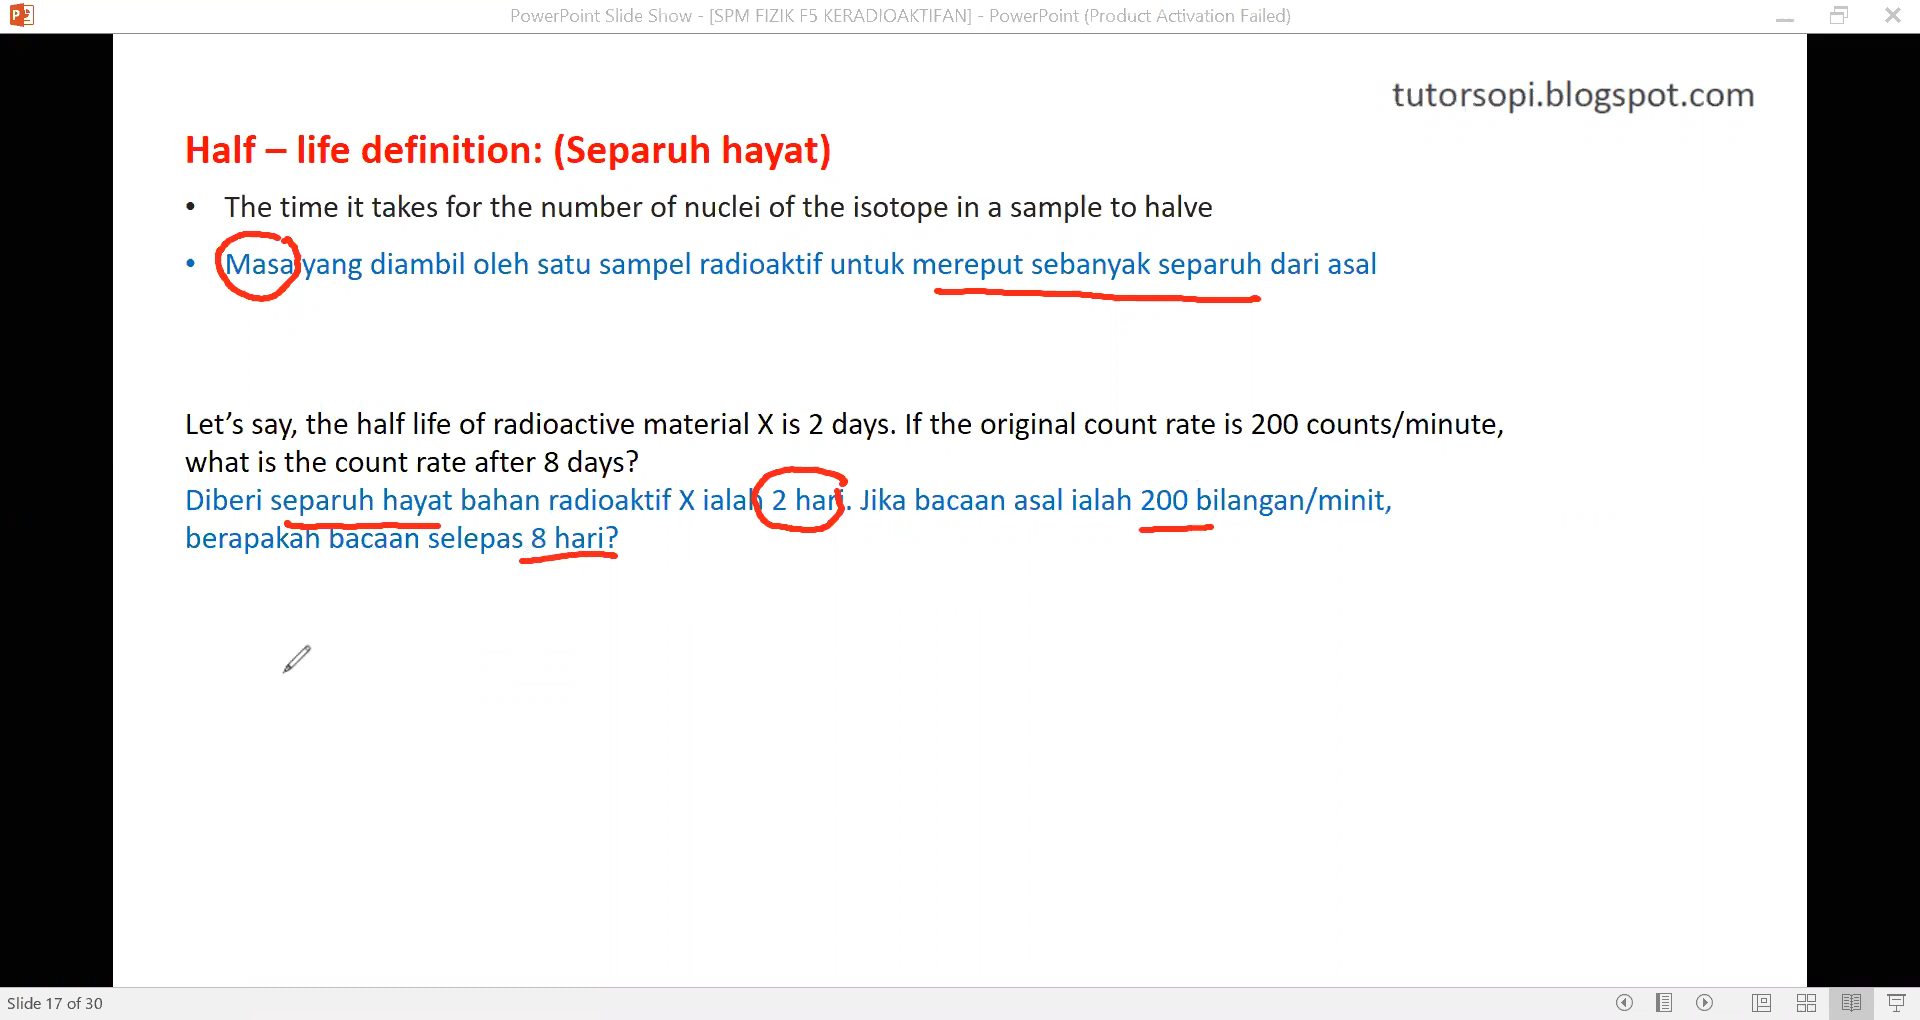 PowerPoint Slide Show - [SPM FIZIK F5 KERADIOAKTIFAN] - PowerPoint (Product Activation Failed)
tutorsopi.blogspot.com
Half – life definition: (Separuh hayat)
• The time it takes for the number of nuclei of the isotope in a sample to halve
• Masa yang diambil oleh satu sampel radioaktif untuk mereput sebanyak separuh dari asal
Let’s say, the half life of radioactive material X is 2 days. If the original count rate is 200 counts/minute,
what is the count rate after 8 days?
Diberi separuh hayat bahan radioaktif X ialah 2 hari. Jika bacaan asal ialah 200 bilangan/minit,
berapakah bacaan selepas 8 hari?
Slide 17 of 30